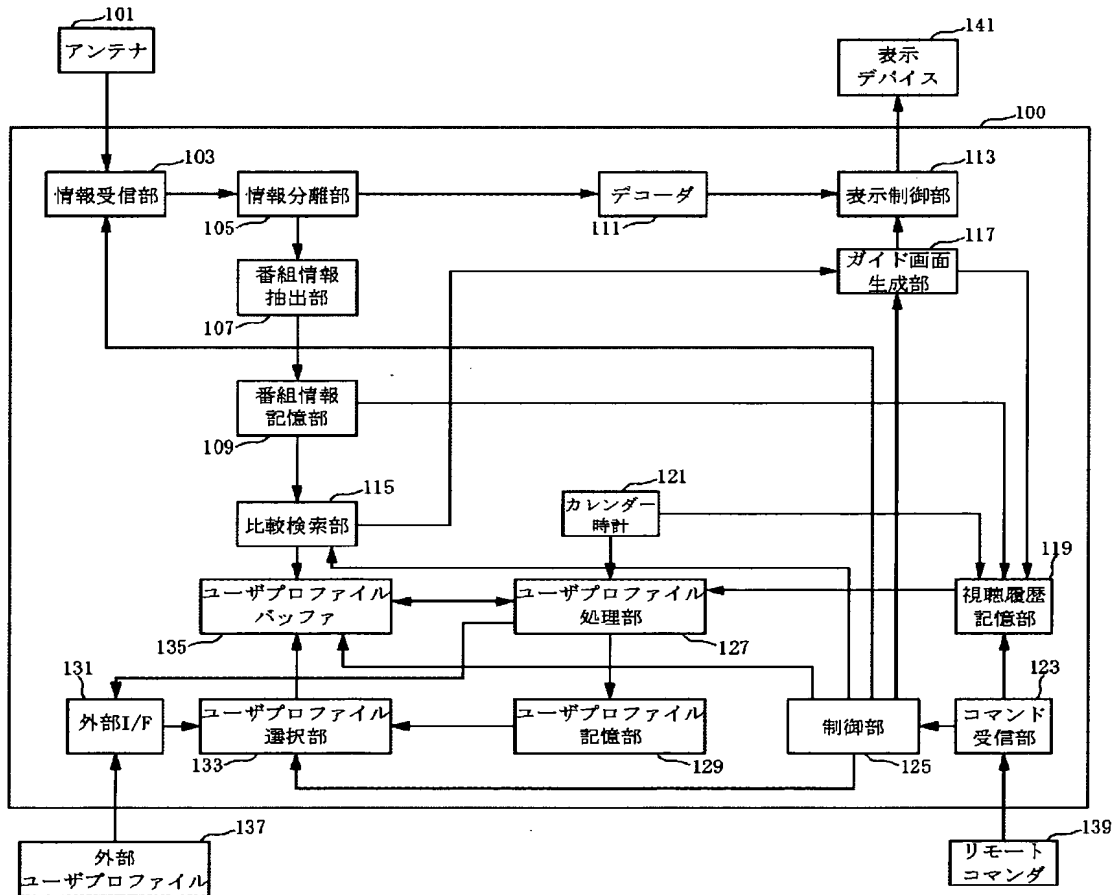 101
アンテナ
141
表示
デバイス
100
103
情報受信部
情報分離部
105
デコーダ
111
113
表示制御部
117
ガイド画面
生成部
番組情報
抽出部
107
番組情報
記憶部
109
115
比較検索部
121
カレンダー
時計
119
視聴履歴
記憶部
ユーザプロファイル
バッファ
135
ユーザプロファイル
処理部
127
131
外部I/F
ユーザプロファイル
選択部
133
ユーザプロファイル
記憶部
129
制御部
125
123
コマンド
受信部
137
外部
ユーザプロファイル
139
リモート
コマンダ